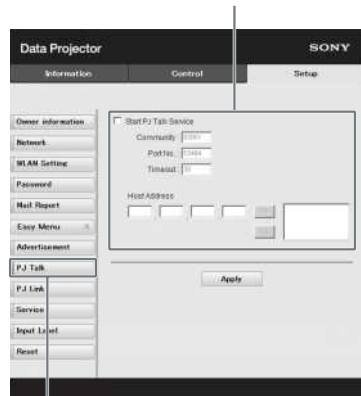 Data Projector
SONY
Information Control Setup
Owner information
Network
WLAN Setting
Password
Mail Report
Easy Menu
Advertisement
PJ Talk
PJ Link
Service
Input Label
Reset
Start PJ Talk Service
Community
Port No.
Timeout
Host Address
Apply